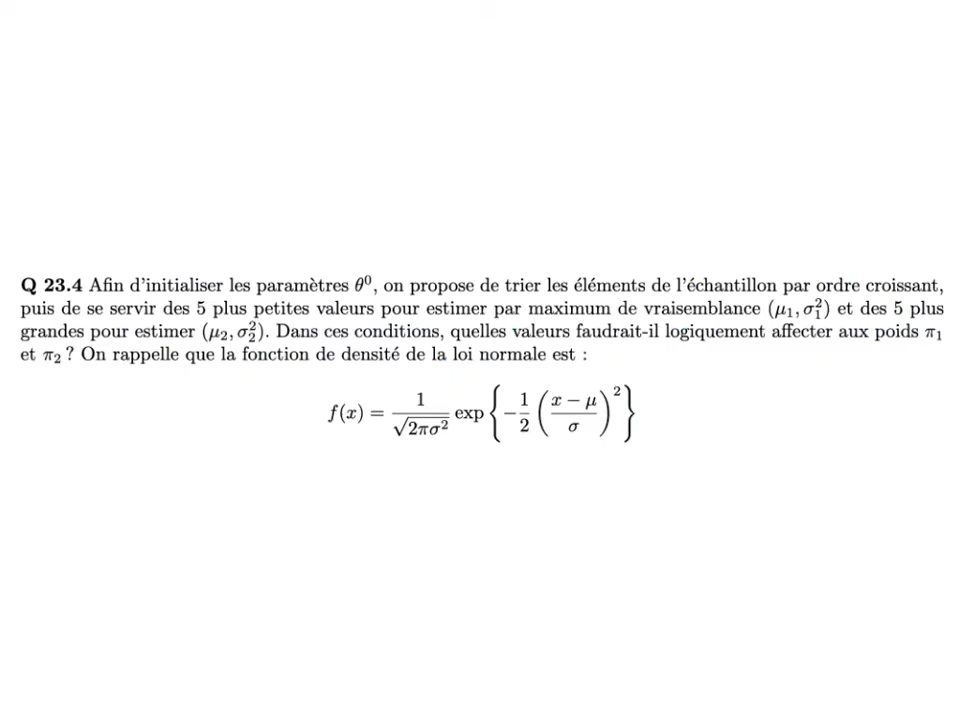 Q 23.4 Afin d'initialiser les paramètres θ⁰, on propose de trier les éléments de l'échantillon par ordre croissant,
puis de se servir des 5 plus petites valeurs pour estimer par maximum de vraisemblance (μ₁, σ₁²) et des 5 plus
grandes pour estimer (μ₂, σ₂²). Dans ces conditions, quelles valeurs faudrait-il logiquement affecter aux poids π₁
et π₂ ? On rappelle que la fonction de densité de la loi normale est :
f(x) = 1/√(2πσ²) exp{−1/2 ((x − μ)/σ)²}